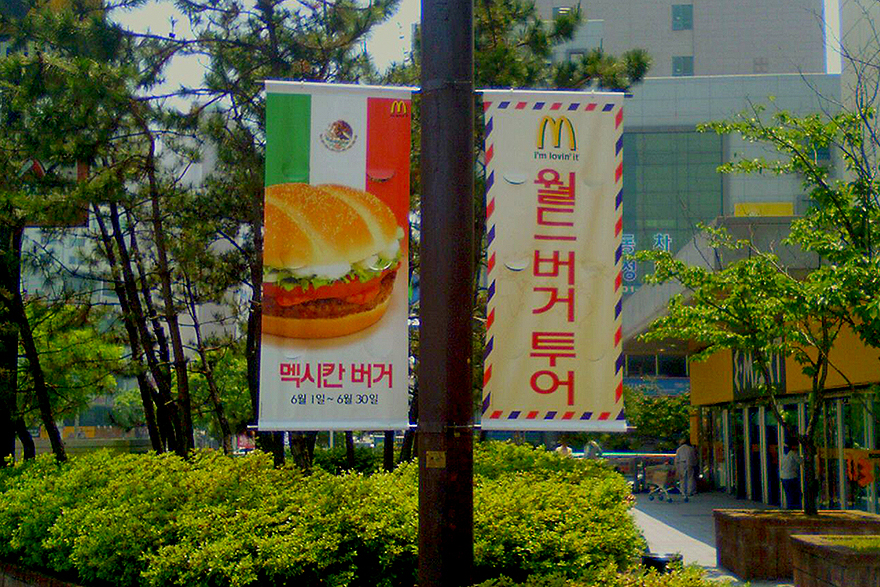 멕시칸 버거
6월 1일~6월 30일
M
i'm lovin' it
월드버거 투어